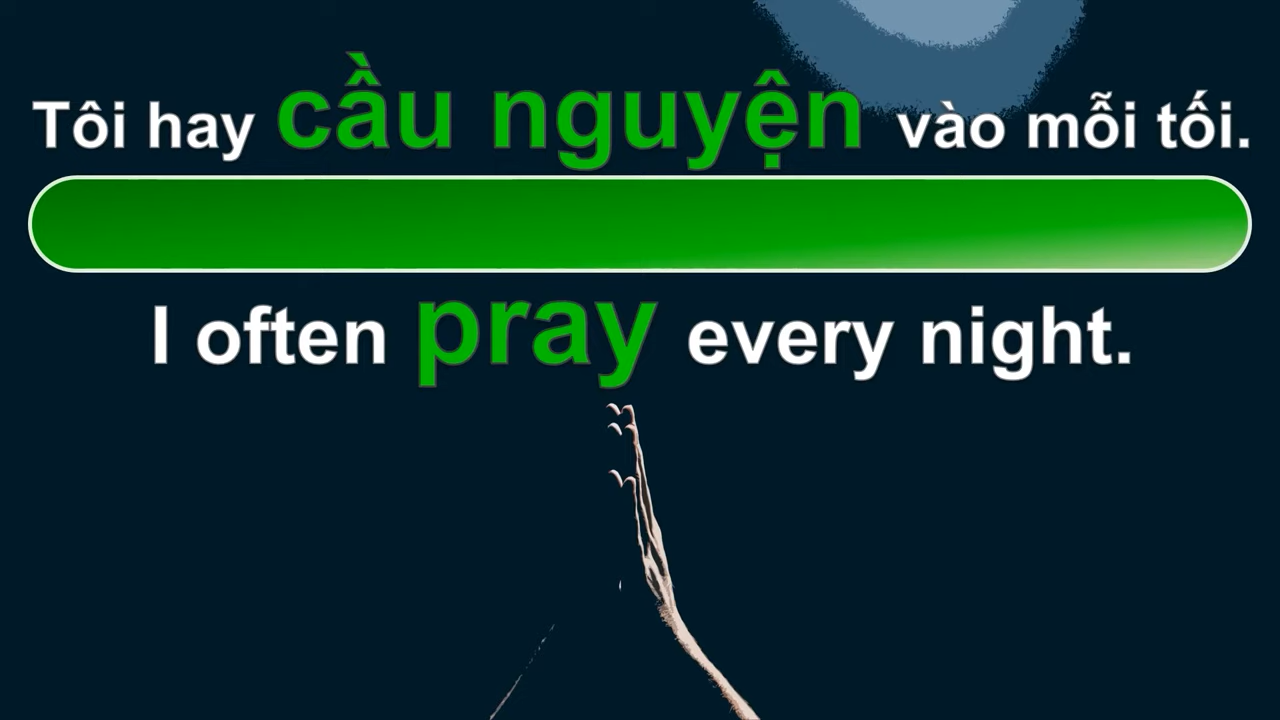 Tôi hay cầu nguyện vào mỗi tối.
I often pray every night.